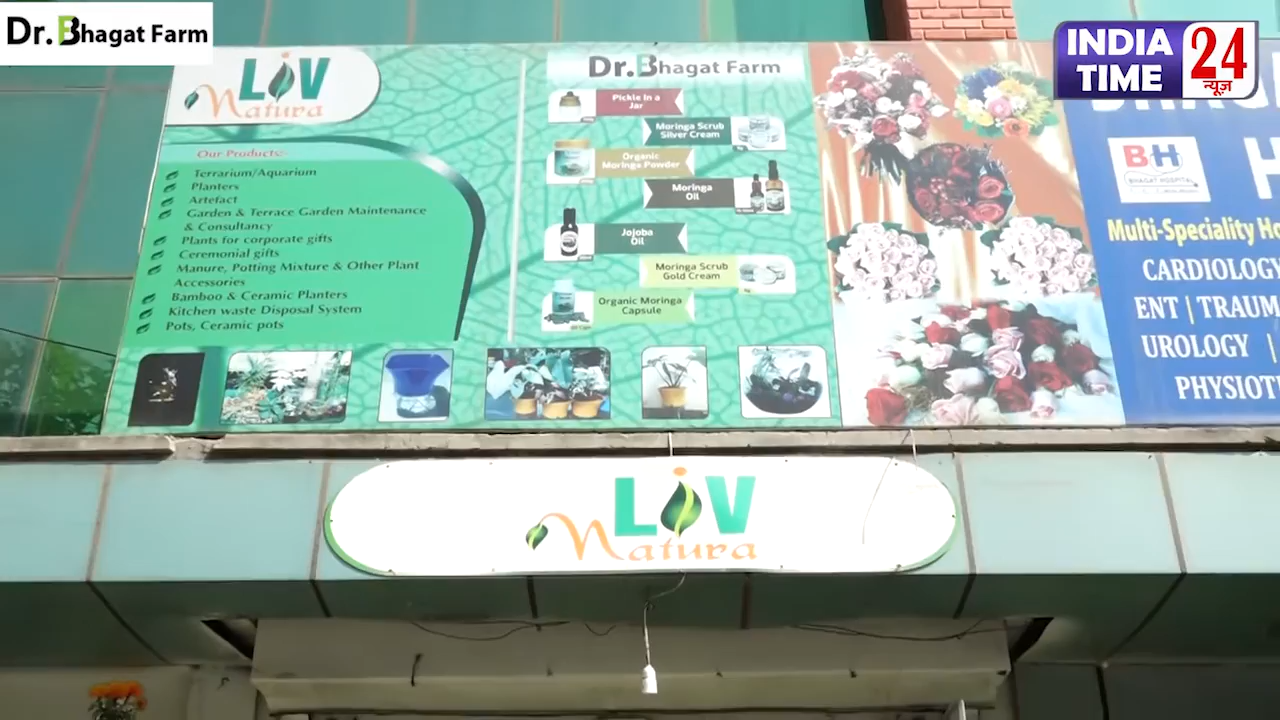 Dr. Bhagat Farm
INDIA
TIME
24
न्यूज़
LiV
Natura
Our Products:-
Terrarium/Aquarium
Planters
Artefact
Garden & Terrace Garden Maintenance
& Consultancy
Plants for corporate gifts
Ceremonial gifts
Manure, Potting Mixture & Other Plant
Accessories
Bamboo & Ceramic Planters
Kitchen waste Disposal System
Pots, Ceramic pots
Dr. Bhagat Farm
Pickle in a
Jar
Moringa Scrub
Silver Cream
Organic
Moringa Powder
Moringa
Oil
Jojoba
Oil
Moringa Scrub
Gold Cream
Organic Moringa
Capsule
BH
BHAGAT HOSPITAL
H
Multi-Speciality Ho
CARDIOLOGY
ENT | TRAUM
UROLOGY |
PHYSIOT
LiV
Natura